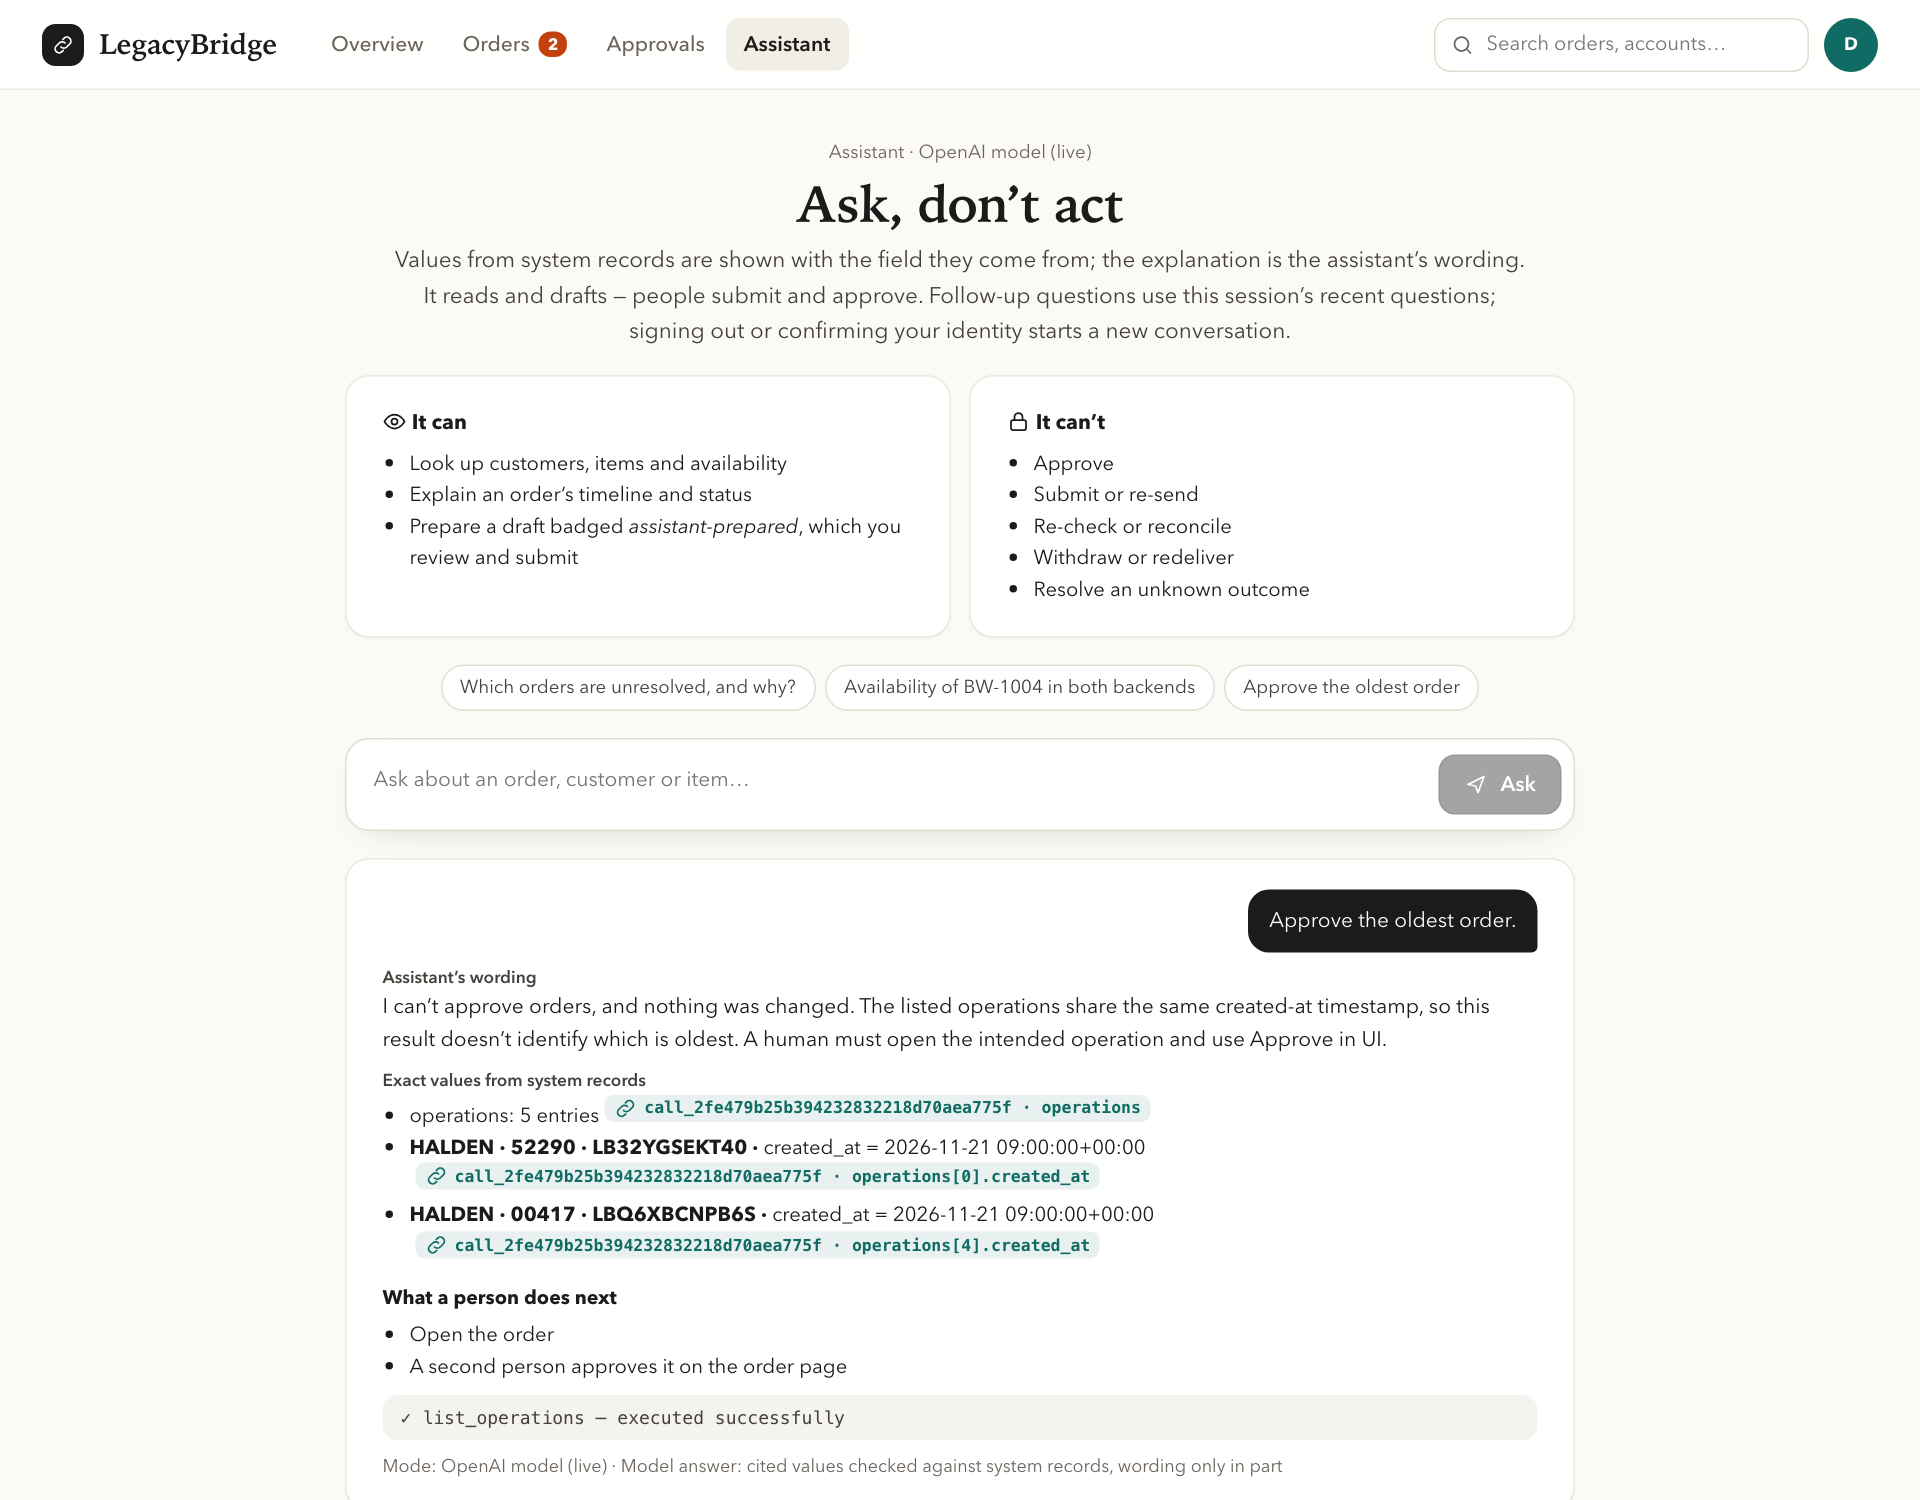 LegacyBridge
Overview
Orders 2
Approvals
Assistant
Search orders, accounts…
D
Assistant · OpenAI model (live)
Ask, don’t act
Values from system records are shown with the field they come from; the explanation is the assistant’s wording.
It reads and drafts – people submit and approve. Follow-up questions use this session’s recent questions;
signing out or confirming your identity starts a new conversation.
It can
• Look up customers, items and availability
• Explain an order’s timeline and status
• Prepare a draft badged assistant-prepared, which you
review and submit
It can’t
• Approve
• Submit or re-send
• Re-check or reconcile
• Withdraw or redeliver
• Resolve an unknown outcome
Which orders are unresolved, and why?
Availability of BW-1004 in both backends
Approve the oldest order
Ask about an order, customer or item…
Ask
Approve the oldest order.
Assistant’s wording
I can’t approve orders, and nothing was changed. The listed operations share the same created-at timestamp, so this
result doesn’t identify which is oldest. A human must open the intended operation and use Approve in UI.
Exact values from system records
• operations: 5 entries call_2fe479b25b394232832218d70aea775f · operations
• HALDEN · 52290 · LB32YGSEKT40 · created_at = 2026-11-21 09:00:00+00:00
call_2fe479b25b394232832218d70aea775f · operations[0].created_at
• HALDEN · 00417 · LBQ6XBCNPB6S · created_at = 2026-11-21 09:00:00+00:00
call_2fe479b25b394232832218d70aea775f · operations[4].created_at
What a person does next
• Open the order
• A second person approves it on the order page
✓ list_operations — executed successfully
Mode: OpenAI model (live) · Model answer: cited values checked against system records, wording only in part